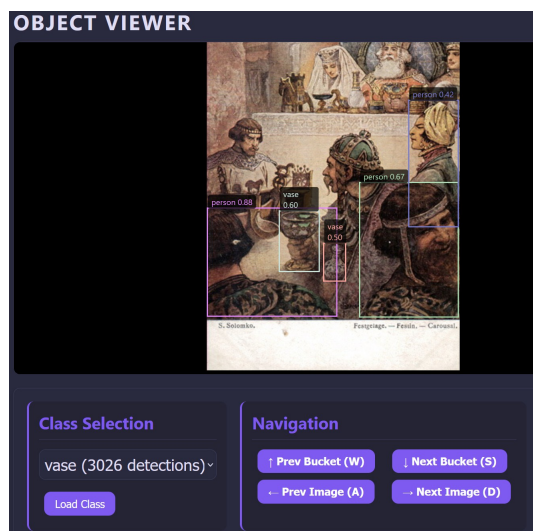 OBJECT VIEWER
person 0.42
person 0.67
vase
0.60
person 0.88
vase
0.50
S. Solomko.
Festgelage. — Festin. — Carousal.
Class Selection
vase (3026 detections)
Load Class
Navigation
↑ Prev Bucket (W)
↓ Next Bucket (S)
← Prev Image (A)
→ Next Image (D)